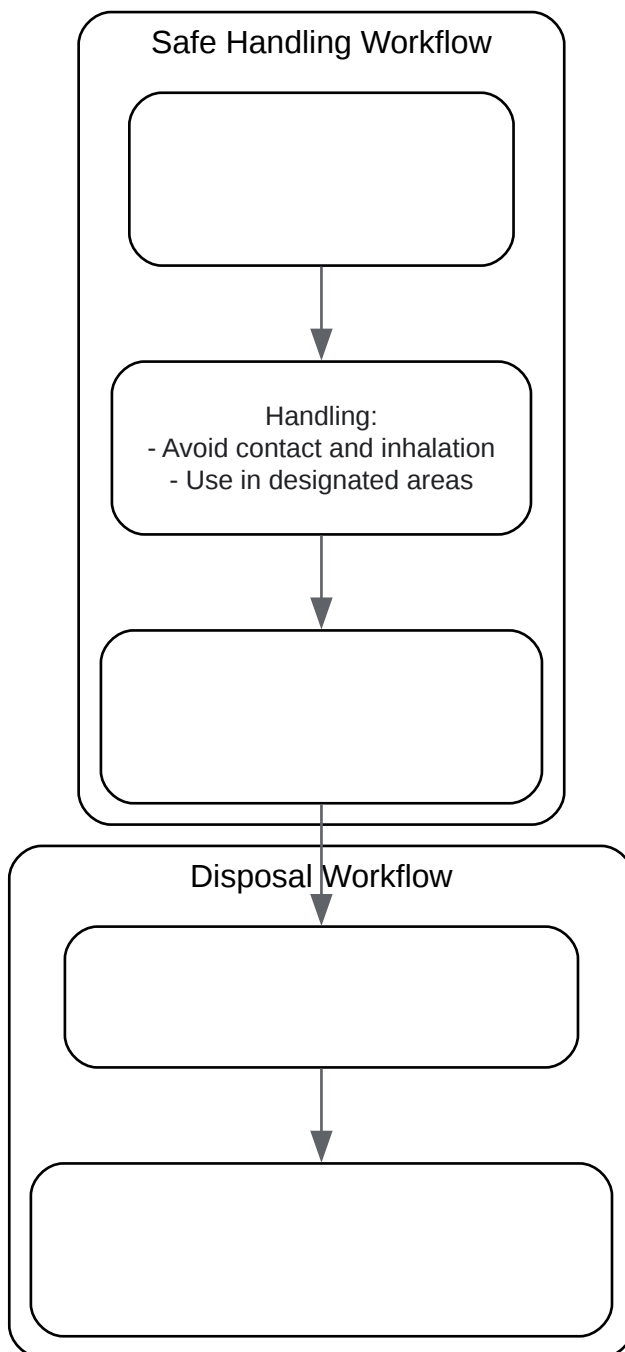 Safe Handling Workflow
Handling:
- Avoid contact and inhalation
- Use in designated areas
Disposal Workflow